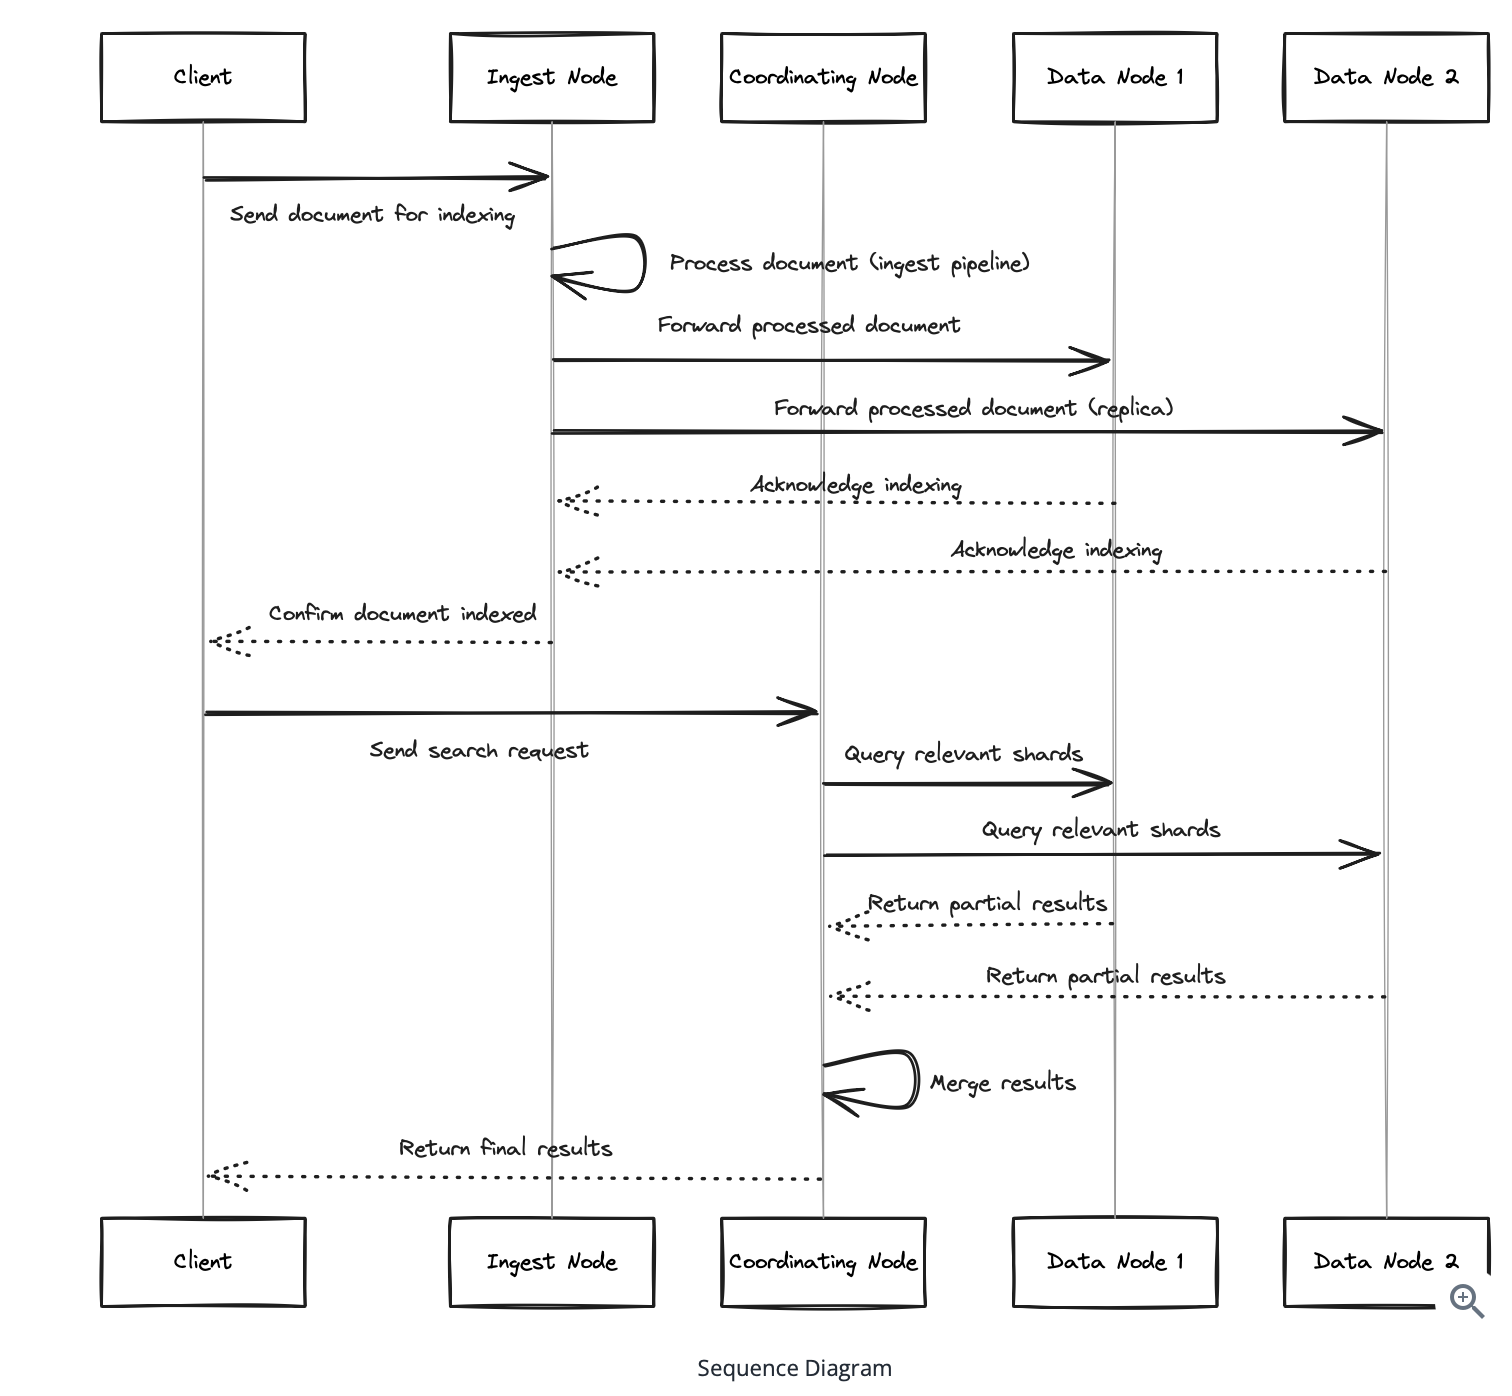 Client
Ingest Node
Coordinating Node
Data Node 1
Data Node 2
Send document for indexing
Process document (ingest pipeline)
Forward processed document
Forward processed document (replica)
Acknowledge indexing
Acknowledge indexing
Confirm document indexed
Send search request
Query relevant shards
Query relevant shards
Return partial results
Return partial results
Merge results
Return final results
Client
Ingest Node
Coordinating Node
Data Node 1
Data Node 2
Sequence Diagram